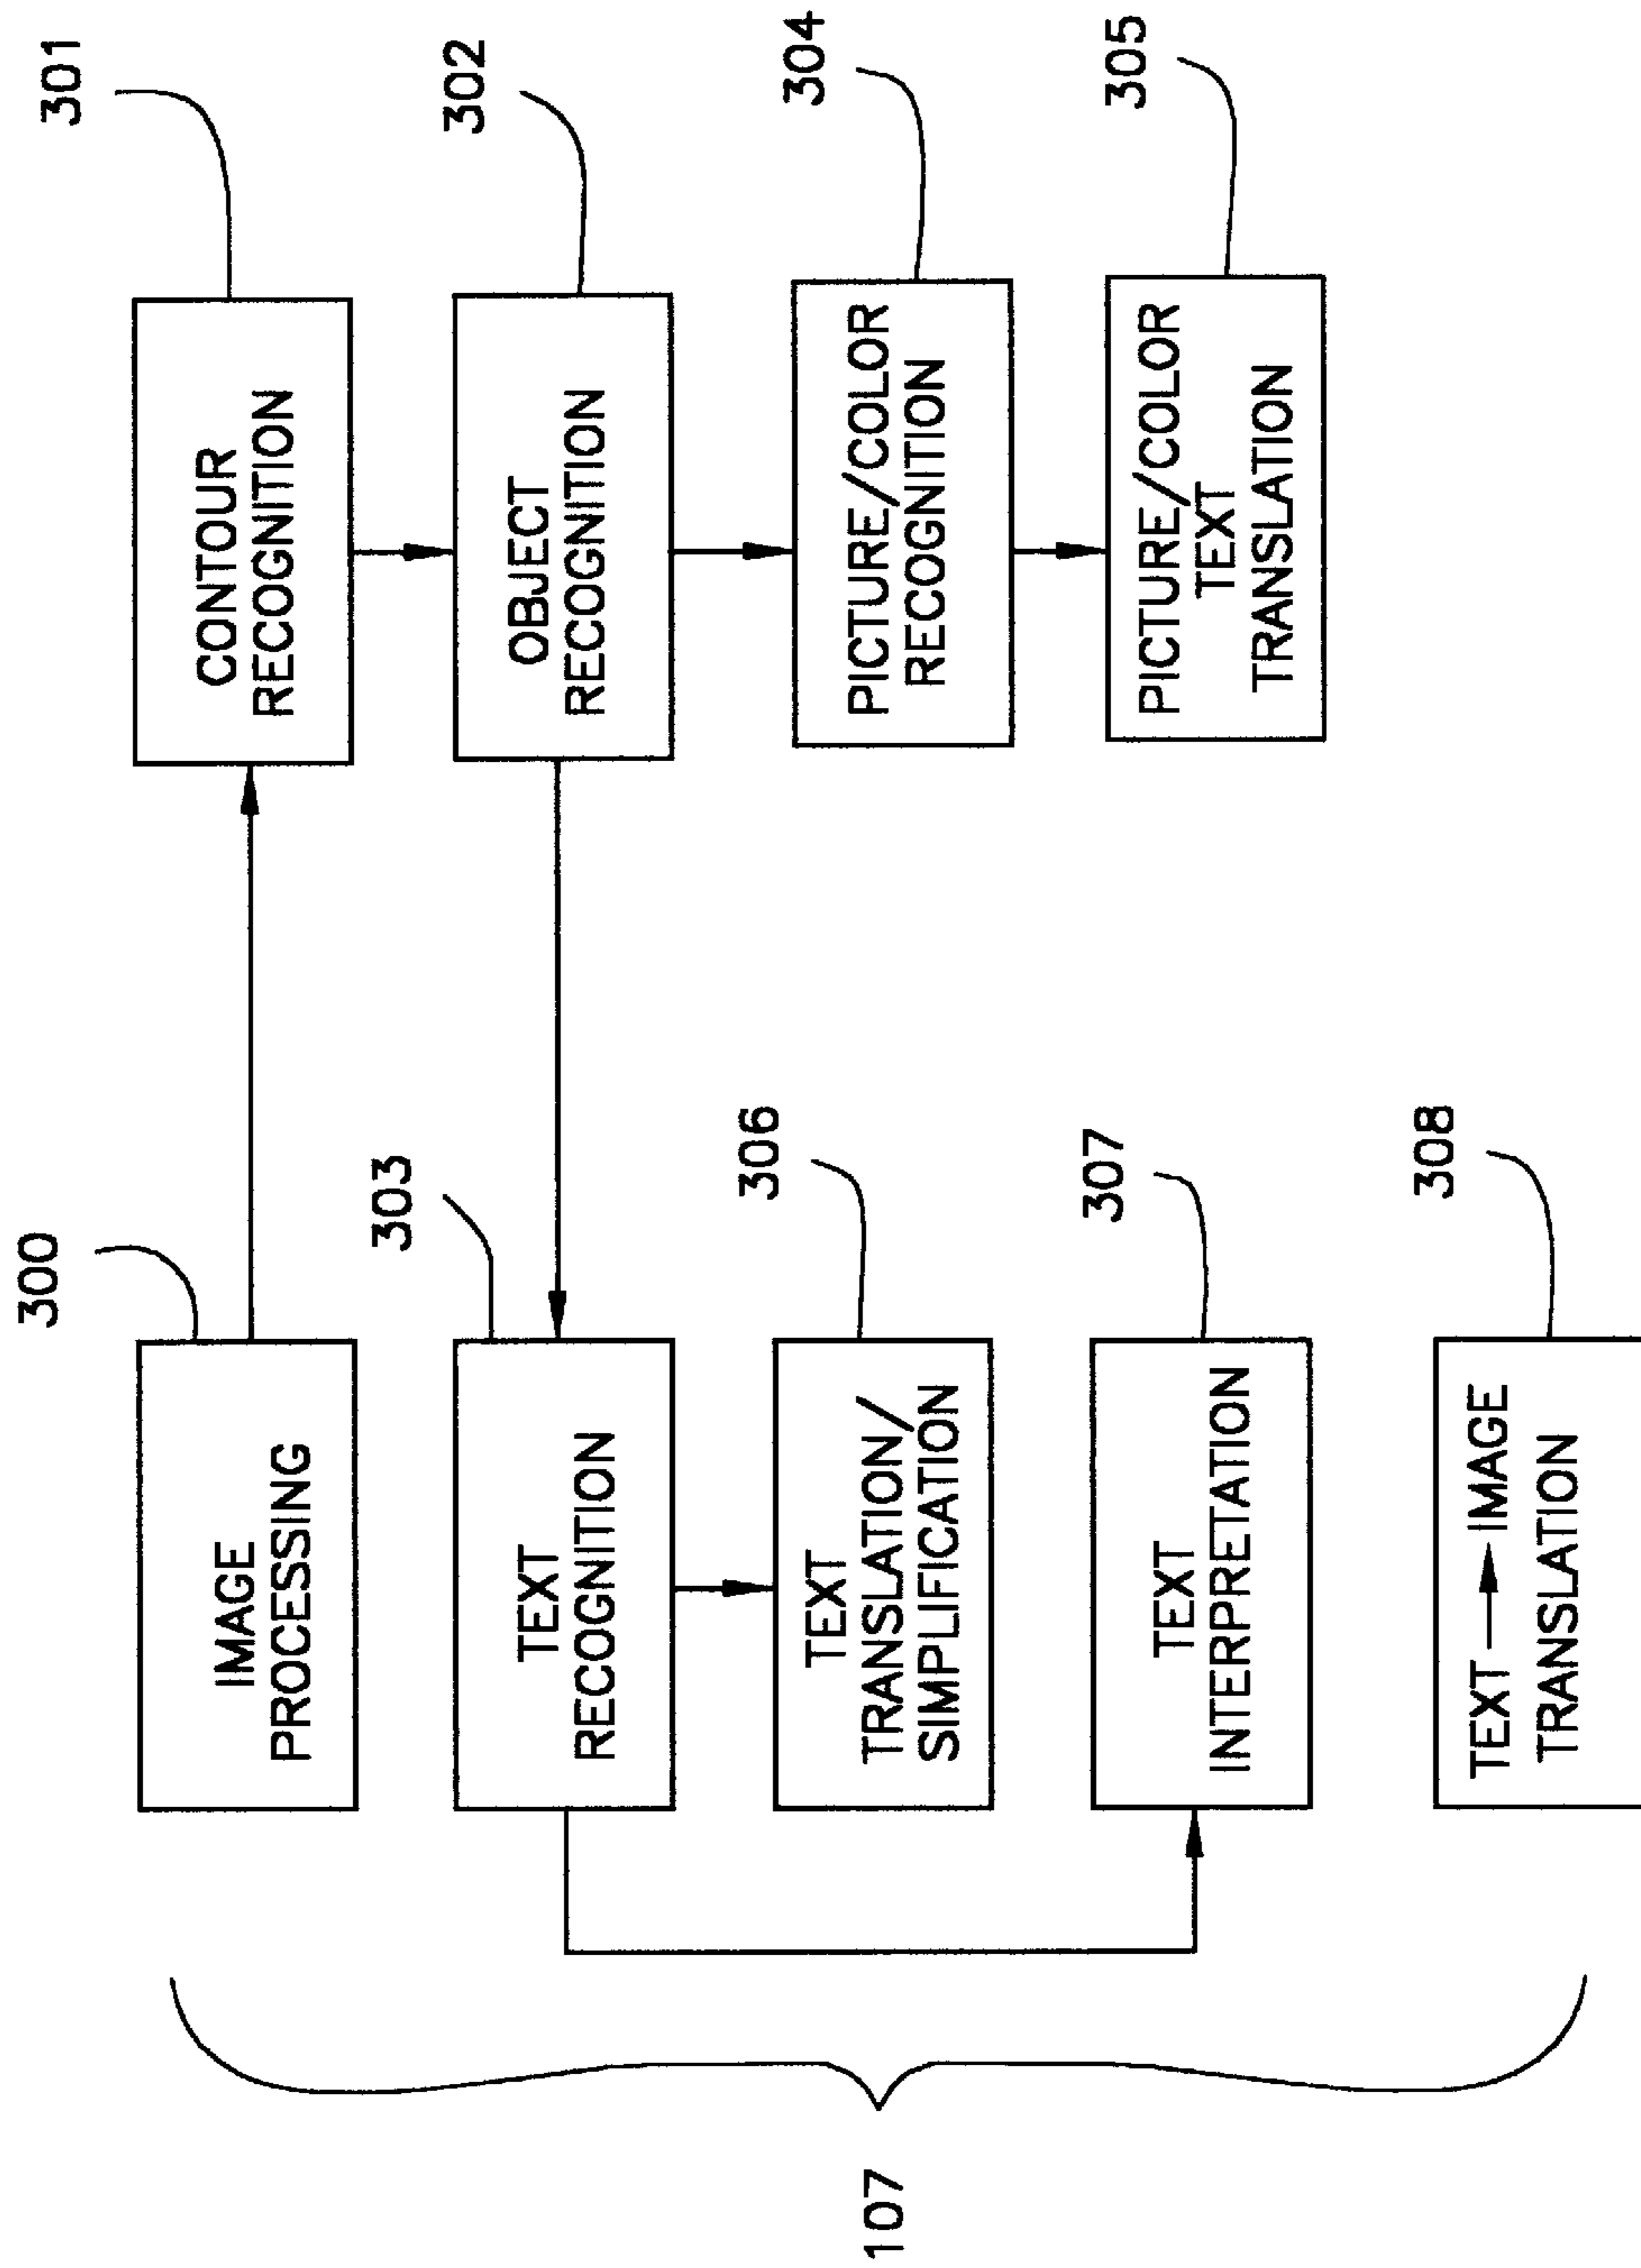 107
300
IMAGE
PROCESSING
303
TEXT
RECOGNITION
306
TEXT
TRANSLATION/
SIMPLIFICATION
307
TEXT
INTERPRETATION
308
TEXT → IMAGE
TRANSLATION
301
CONTOUR
RECOGNITION
302
OBJECT
RECOGNITION
304
PICTURE/COLOR
RECOGNITION
305
PICTURE/COLOR
TEXT
TRANSLATION